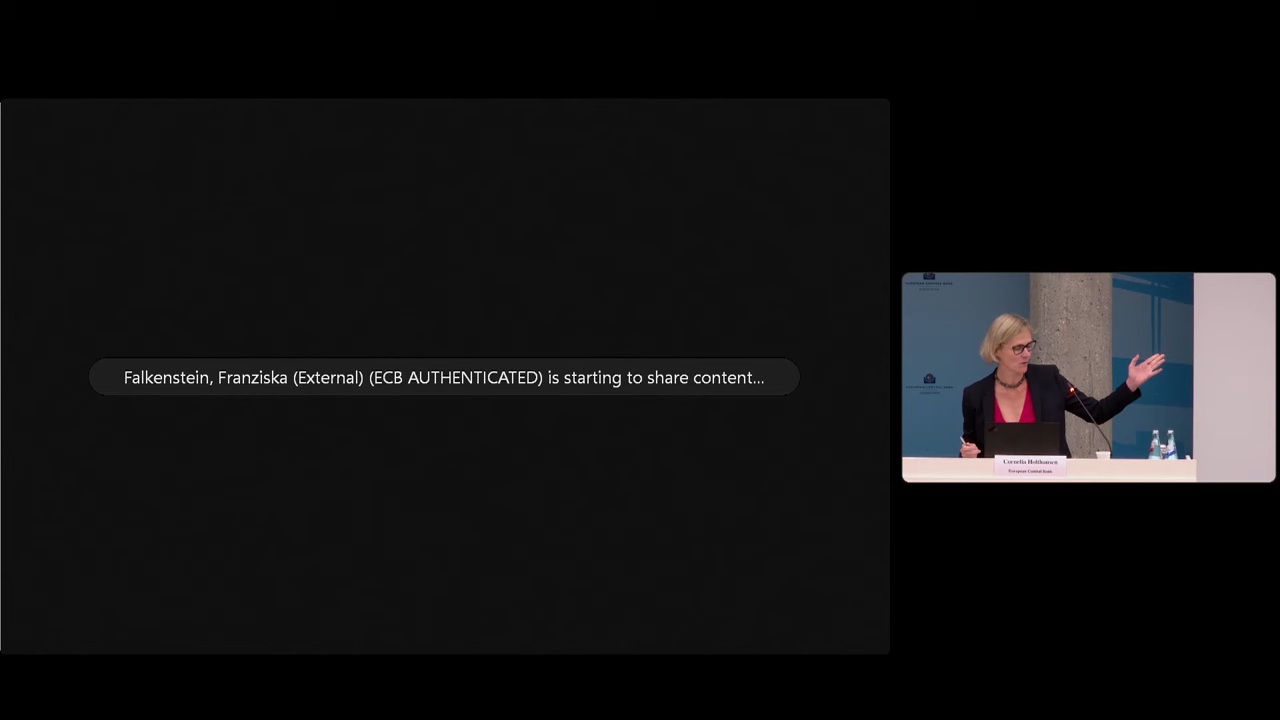 Falkenstein, Franziska (External) (ECB AUTHENTICATED) is starting to share content...
Cornelia Holthausen
European Central Bank